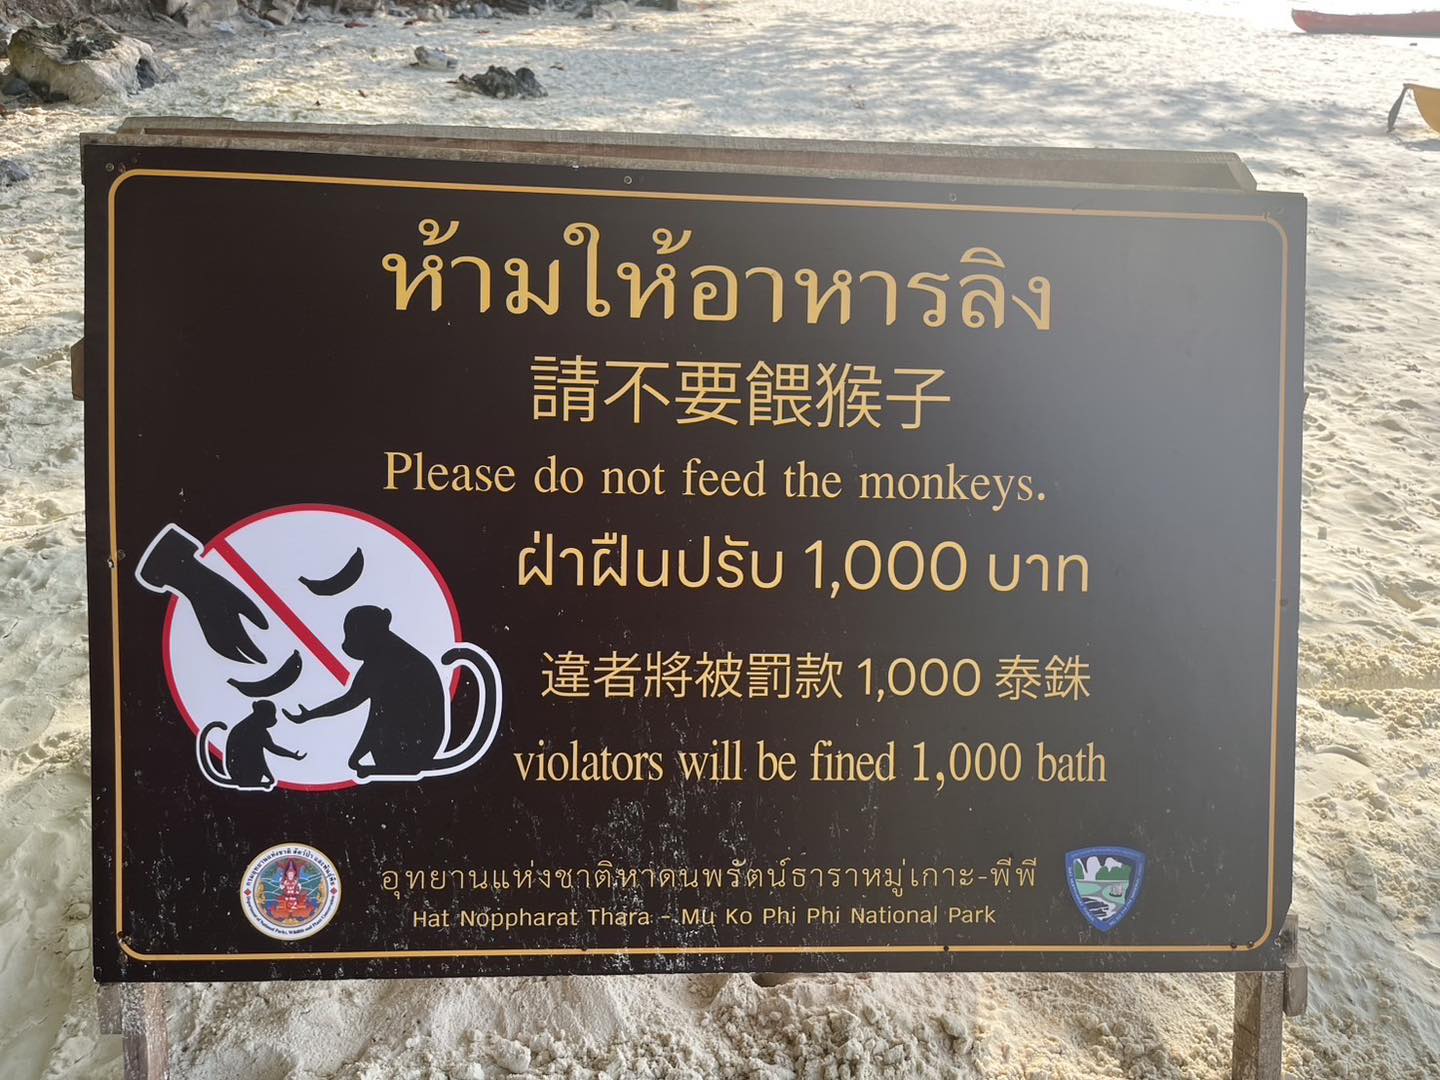 ห้ามให้อาหารลิง
請不要餵猴子
Please do not feed the monkeys.
ฝ่าฝืนปรับ 1,000 บาท
違者將被罰款 1,000 泰銖
violators will be fined 1,000 bath
อุทยานแห่งชาติหาดนพรัตน์ธาราหมู่เกาะ-พีพี
Hat Noppharat Thara - Mu Ko Phi Phi National Park